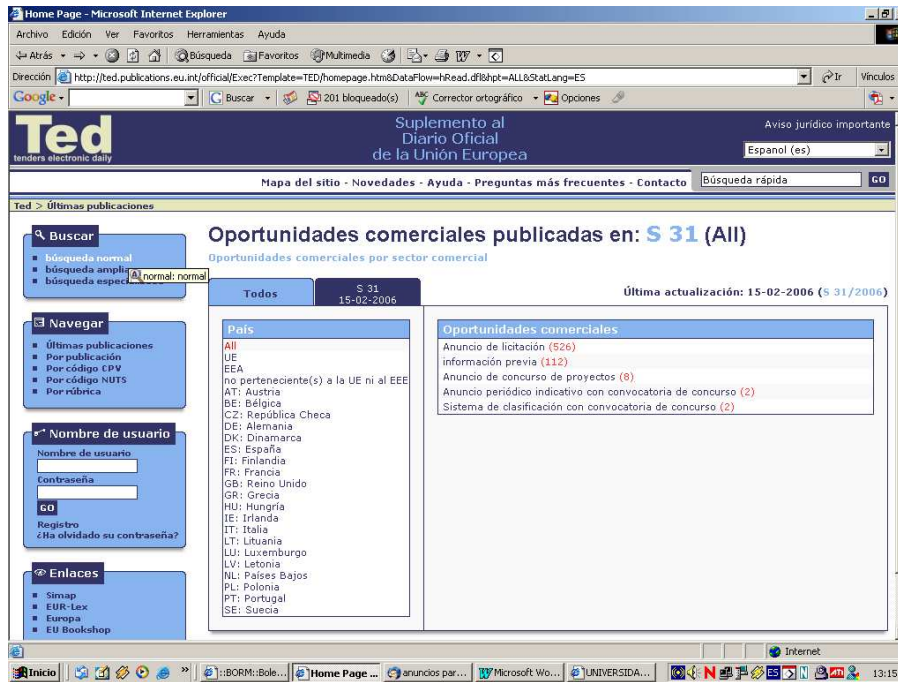 Home Page - Microsoft Internet Explorer
Archivo Edición Ver Favoritos Herramientas Ayuda
Atrás Búsqueda Favoritos Multimedia
Dirección http://ted.publications.eu.int/official/Exec?Template=TED/homepage.htm&DataFlow=hRead.dfl&hpt=ALL&StatLang=ES Ir Vínculos
Google Buscar 201 bloqueado(s) Corrector ortográfico Opciones
Ted
tenders electronic daily
Suplemento al
Diario Oficial
de la Unión Europea
Aviso jurídico importante
Espanol (es)
Mapa del sitio - Novedades - Ayuda - Preguntas más frecuentes - Contacto Búsqueda rápida GO
Ted > Últimas publicaciones
Buscar
búsqueda normal
búsqueda
búsqueda
normal: normal
Navegar
Últimas publicaciones
Por publicación
Por código CPV
Por código NUTS
Por rúbrica
Nombre de usuario
Nombre de usuario
Contraseña
GO
Registro
¿Ha olvidado su contraseña?
Enlaces
Simap
EUR-Lex
Europa
EU Bookshop
Oportunidades comerciales publicadas en: S 31 (All)
Oportunidades comerciales por sector comercial
Todos
S 31
15-02-2006
Última actualización: 15-02-2006 (S 31/2006)
País
All
UE
EEA
no perteneciente(s) a la UE ni al EEE
AT: Austria
BE: Bélgica
CZ: República Checa
DE: Alemania
DK: Dinamarca
ES: España
FI: Finlandia
FR: Francia
GB: Reino Unido
GR: Grecia
HU: Hungría
IE: Irlanda
IT: Italia
LT: Lituania
LU: Luxemburgo
LV: Letonia
NL: Países Bajos
PL: Polonia
PT: Portugal
SE: Suecia
Oportunidades comerciales
Anuncio de licitación (526)
información previa (112)
Anuncio de concurso de proyectos (8)
Anuncio periódico indicativo con convocatoria de concurso (2)
Sistema de clasificación con convocatoria de concurso (2)
Internet
Inicio » ::BORM::Bole... Home Page ... anuncios par... Microsoft Wo... UNIVERSIDA... ES 13:15